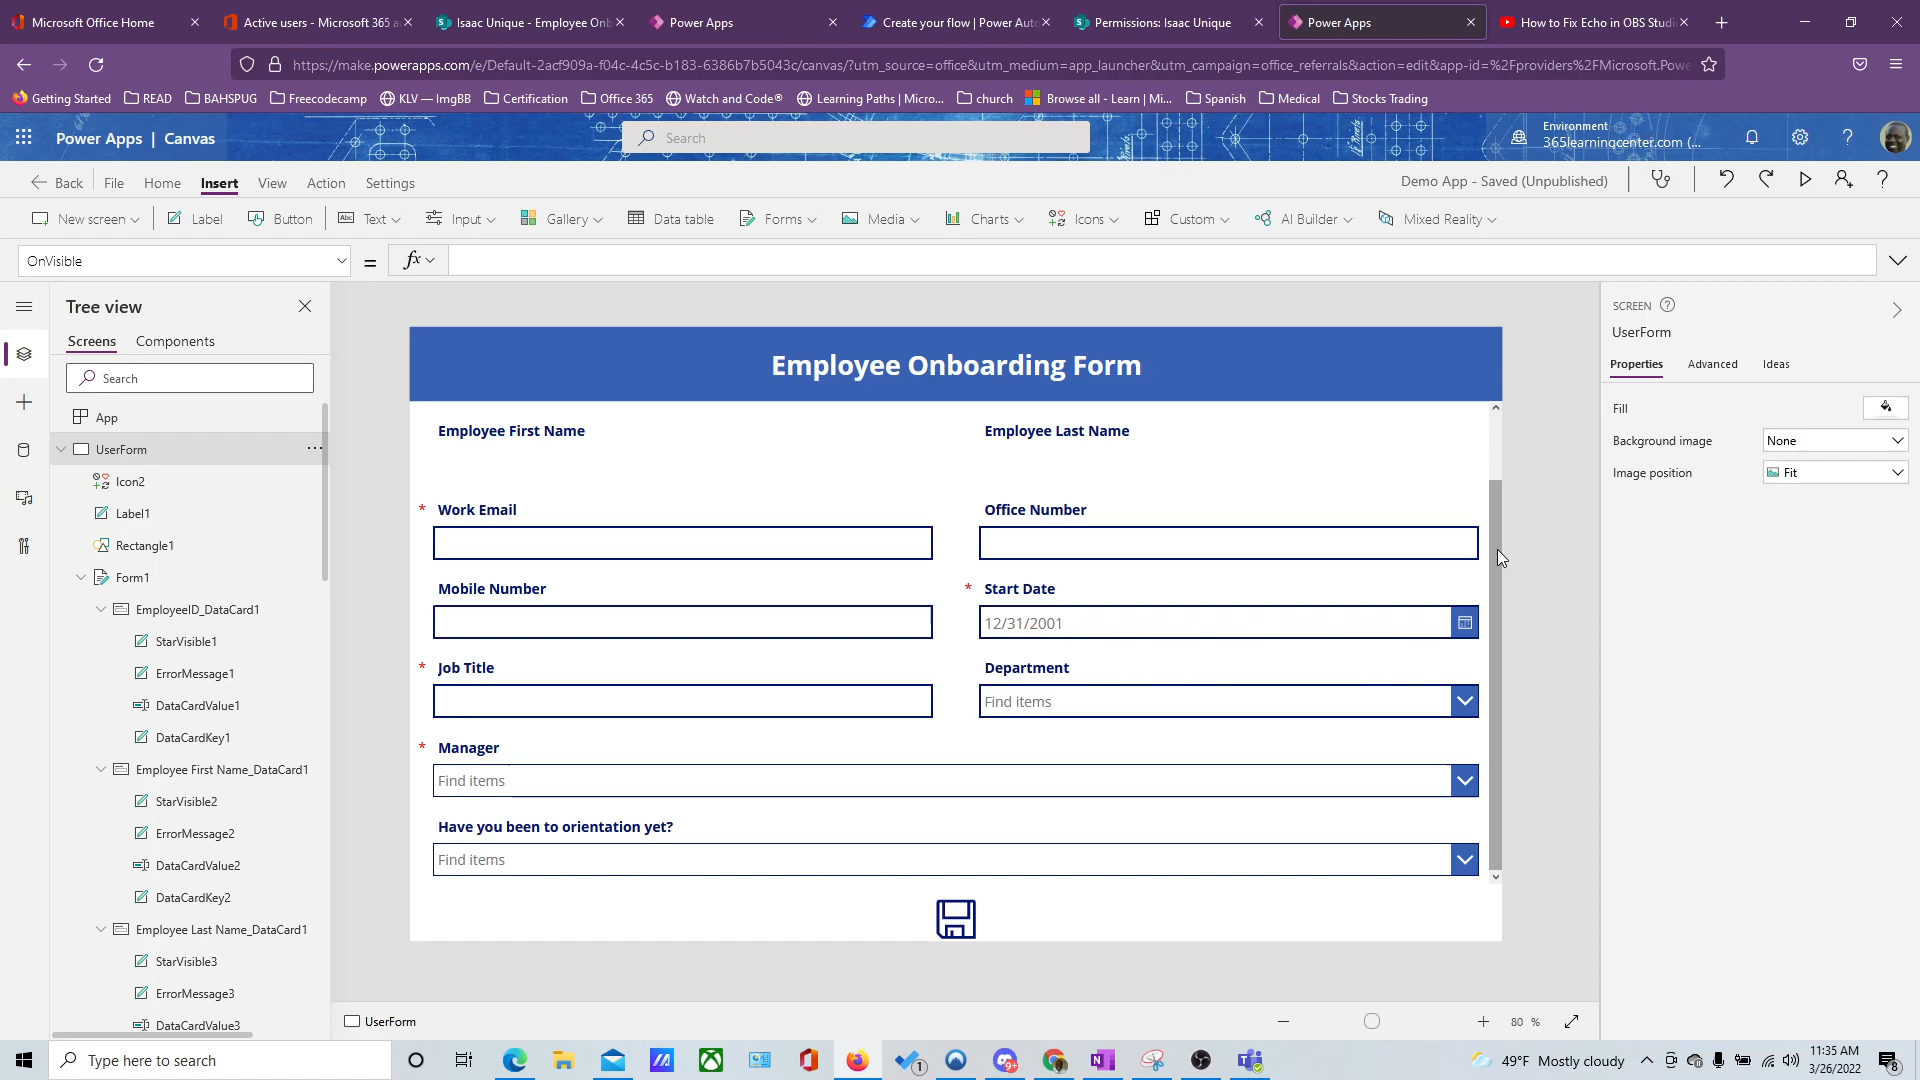 Microsoft Office Home
Active users - Microsoft 365 a
Isaac Unique - Employee Onb
Power Apps
Create your flow | Power Auto
Permissions: Isaac Unique
Power Apps
How to Fix Echo in OBS Studi
https://make.powerapps.com/e/Default-2acf909a-f04c-4c5c-b183-6386b7b5043c/canvas/?utm_source=office&utm_medium=app_launcher&utm_campaign=office_referrals&action=edit&app-id=%2Fproviders%2FMicrosoft.Powe
Getting Started
READ
BAHSPUG
Freecodecamp
KLV — ImgBB
Certification
Office 365
Watch and Code®
Learning Paths | Micro...
church
Browse all - Learn | Mi...
Spanish
Medical
Stocks Trading
Power Apps | Canvas
Search
Environment
365learningcenter.com (...
Back
File
Home
Insert
View
Action
Settings
Demo App - Saved (Unpublished)
New screen
Label
Button
Text
Input
Gallery
Data table
Forms
Media
Charts
Icons
Custom
AI Builder
Mixed Reality
OnVisible
=
fx
Tree view
Screens
Components
Search
App
UserForm
Icon2
Label1
Rectangle1
Form1
EmployeeID_DataCard1
StarVisible1
ErrorMessage1
DataCardValue1
DataCardKey1
Employee First Name_DataCard1
StarVisible2
ErrorMessage2
DataCardValue2
DataCardKey2
Employee Last Name_DataCard1
StarVisible3
ErrorMessage3
DataCardValue3
Employee Onboarding Form
Employee First Name
Employee Last Name
* Work Email
Office Number
Mobile Number
* Start Date
12/31/2001
* Job Title
Department
Find items
* Manager
Find items
Have you been to orientation yet?
Find items
SCREEN
UserForm
Properties
Advanced
Ideas
Fill
Background image
None
Image position
Fit
UserForm
80 %
Type here to search
1
9+
49°F Mostly cloudy
11:35 AM
3/26/2022
8